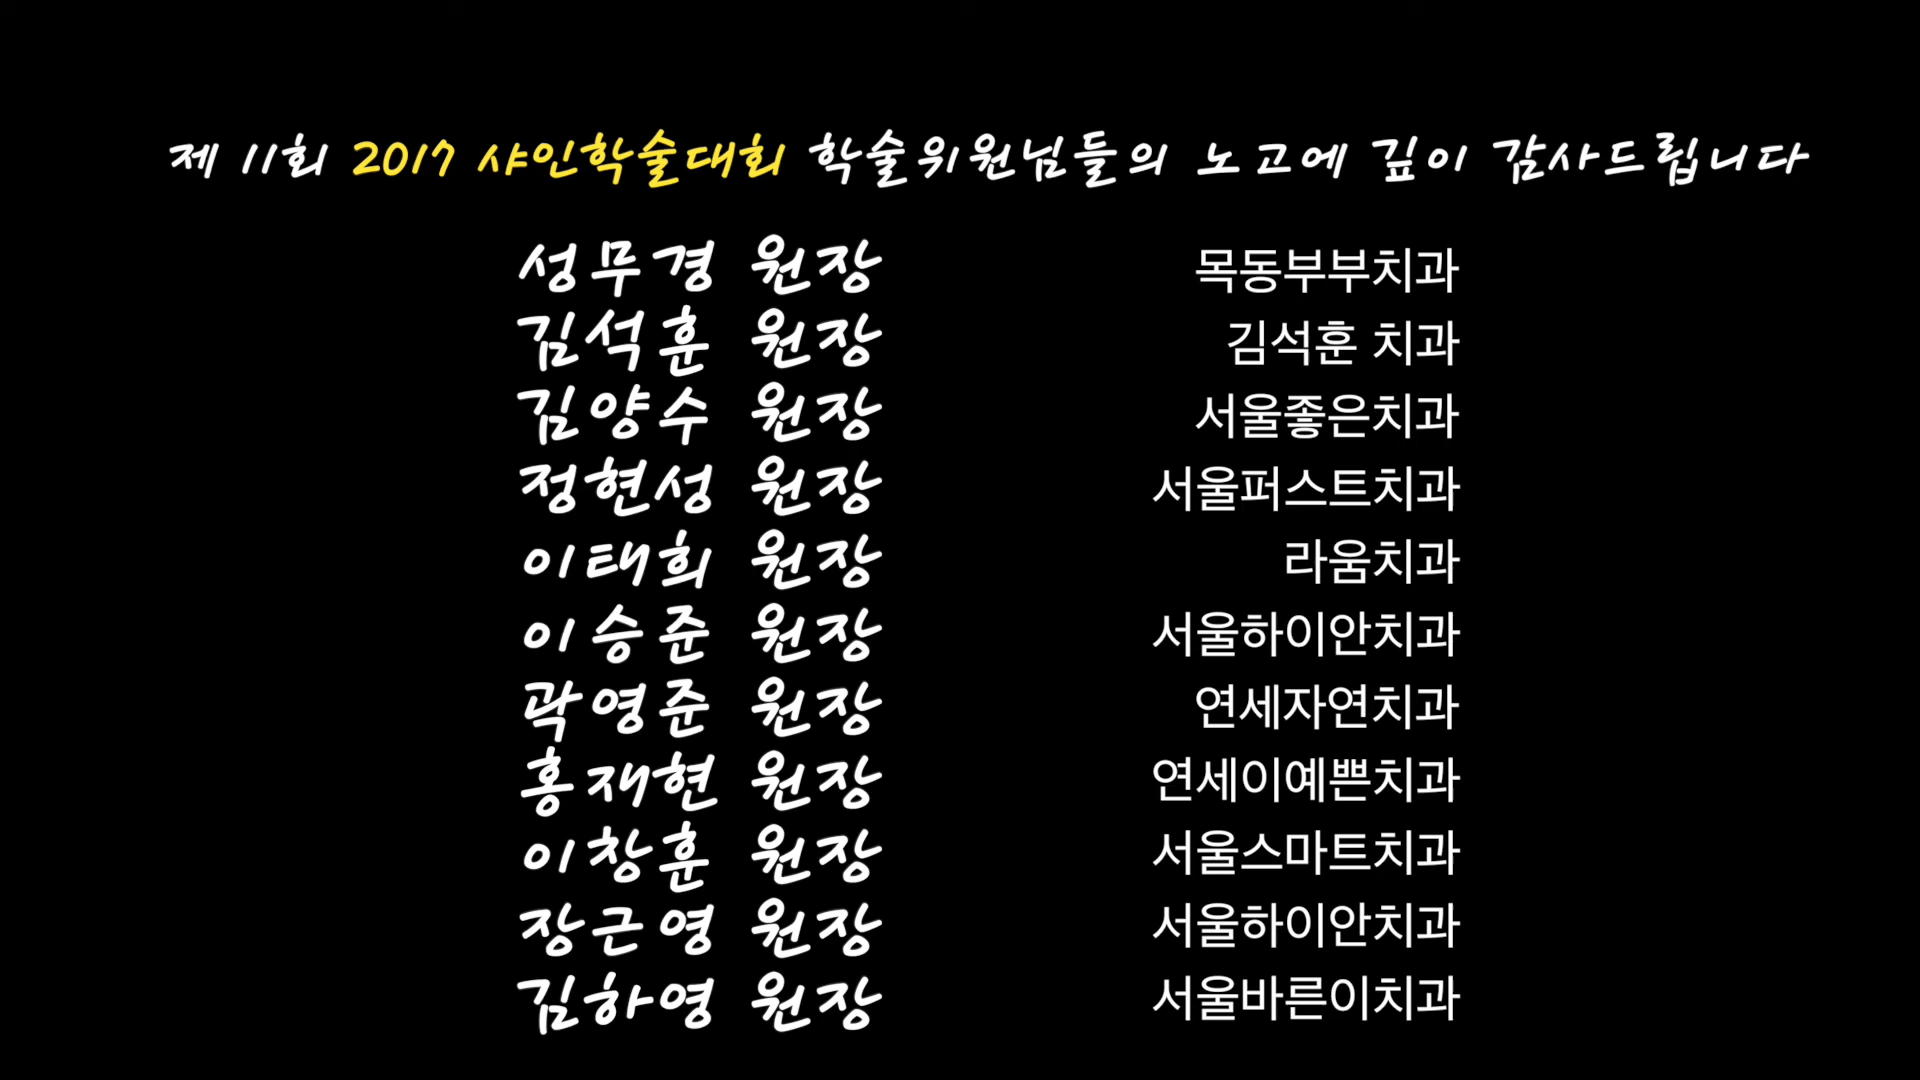 제 11회 2017 샤인학술대회 학술위원님들의 노고에 깊이 감사드립니다
성무경 원장 목동부부치과
김석훈 원장 김석훈 치과
김양수 원장 서울좋은치과
정현성 원장 서울퍼스트치과
이태희 원장 라움치과
이승준 원장 서울하이안치과
곽영준 원장 연세자연치과
홍재현 원장 연세이예쁜치과
이창훈 원장 서울스마트치과
장근영 원장 서울하이안치과
김하영 원장 서울바른이치과